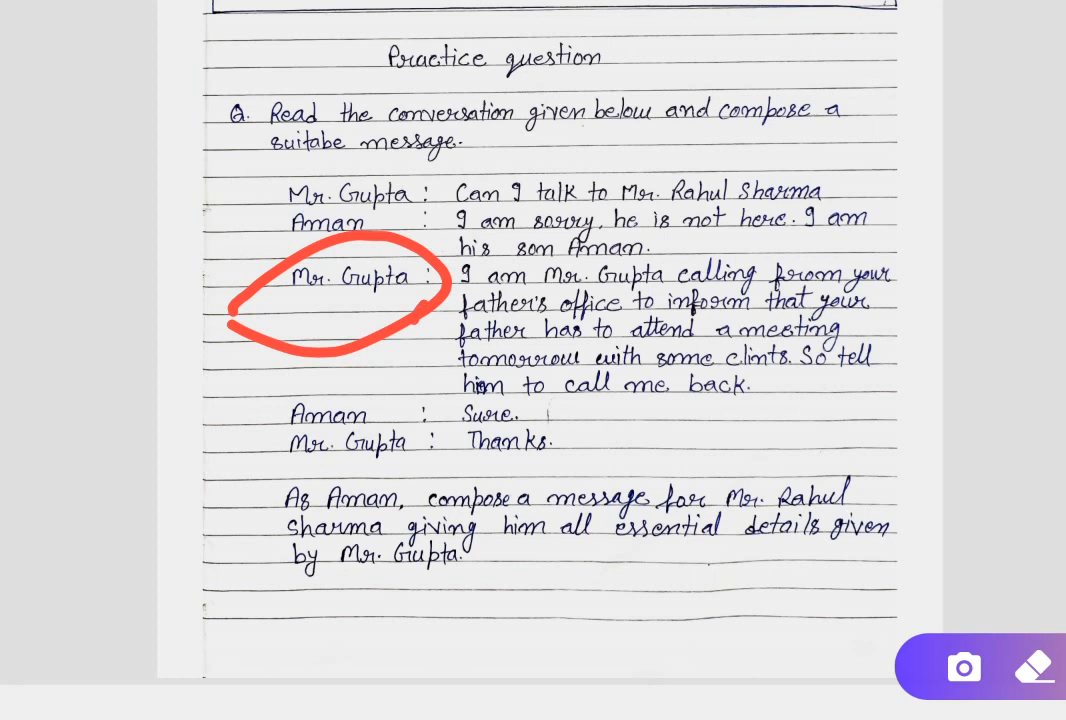 Practice question
Q. Read the conversation given below and compose a
suitabe message.
Mr. Gupta : Can I talk to Mr. Rahul Sharma
Aman : I am sorry, he is not here. I am
his son Aman.
Mr. Gupta : I am Mr. Gupta calling from your
father's office to inform that your
father has to attend a meeting
tomorrow with some clints. So tell
him to call me back.
Aman : Sure.
Mr. Gupta : Thanks.
As Aman, compose a message for Mr. Rahul
Sharma giving him all essential details given
by Mr. Gupta.